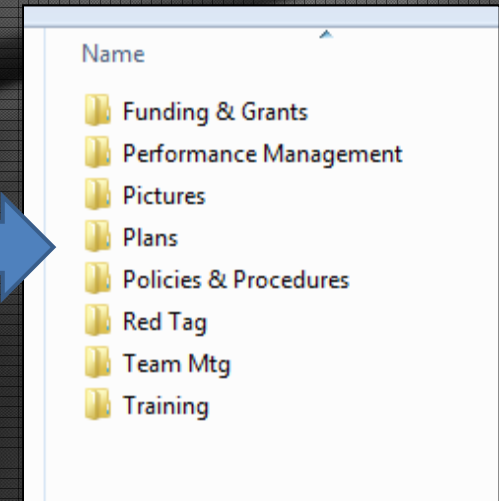 Name
Funding & Grants
Performance Management
Pictures
Plans
Policies & Procedures
Red Tag
Team Mtg
Training